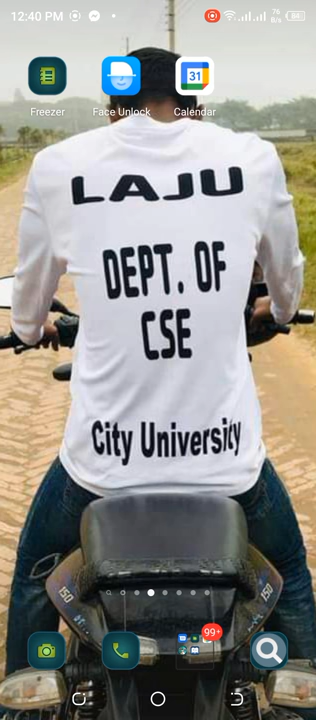 12:40 PM
76
B/s
88
31
Freezer
Face Unlock
Calendar
LAJU
DEPT. OF
CSE
City University
150
150
99+